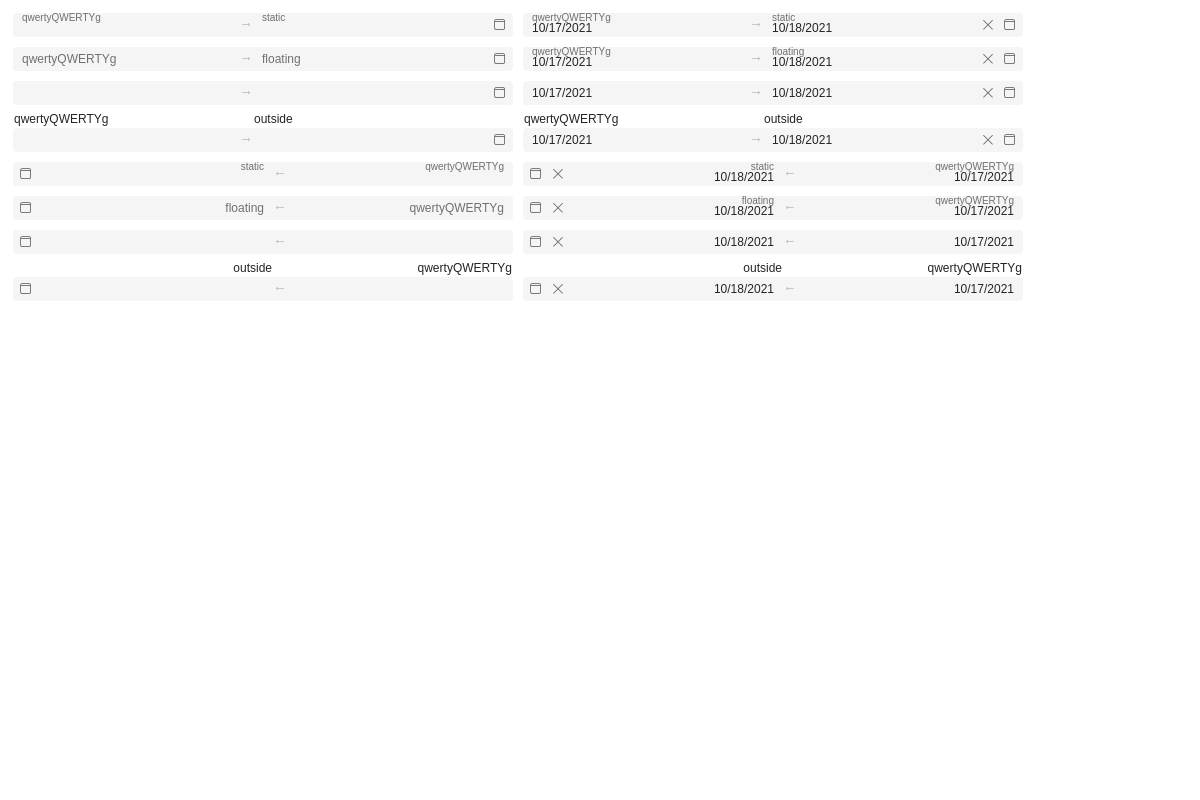 qwertyQWERTYg → static qwertyQWERTYg static
10/17/2021 → 10/18/2021
qwertyQWERTYg → floating qwertyQWERTYg floating
10/17/2021 → 10/18/2021
→ 10/17/2021 → 10/18/2021
qwertyQWERTYg outside qwertyQWERTYg outside
→ 10/17/2021 → 10/18/2021
static ← qwertyQWERTYg static qwertyQWERTYg
10/18/2021 ← 10/17/2021
floating ← qwertyQWERTYg floating qwertyQWERTYg
10/18/2021 ← 10/17/2021
← 10/18/2021 ← 10/17/2021
outside qwertyQWERTYg outside qwertyQWERTYg
← 10/18/2021 ← 10/17/2021